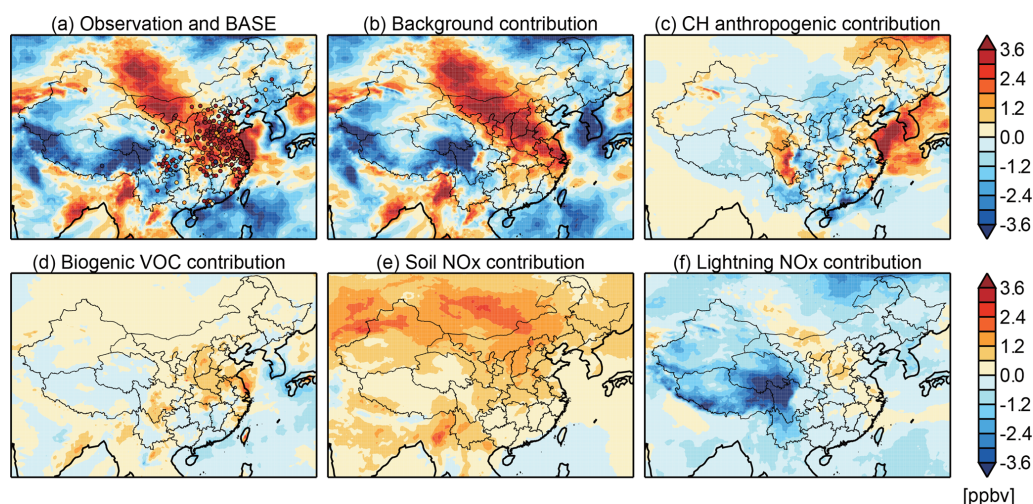 (a) Observation and BASE
(b) Background contribution
(c) CH anthropogenic contribution
3.6
2.4
1.2
0.0
-1.2
-2.4
-3.6
(d) Biogenic VOC contribution
(e) Soil NOx contribution
(f) Lightning NOx contribution
3.6
2.4
1.2
0.0
-1.2
-2.4
-3.6
[ppbv]